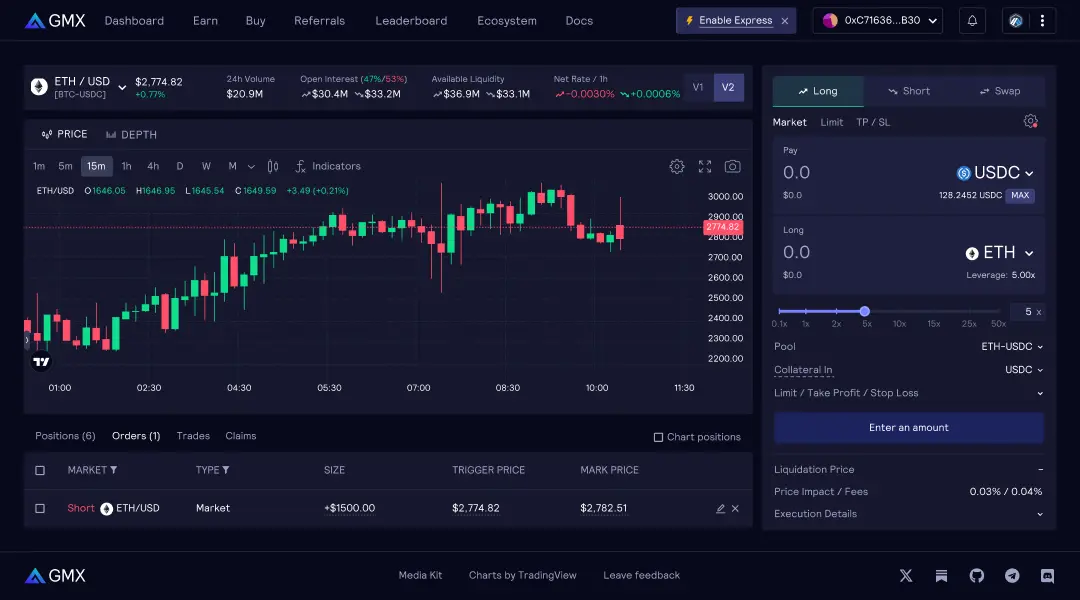 GMX Dashboard Earn Buy Referrals Leaderboard Ecosystem Docs Enable Express 0xC71636...B30
ETH / USD
[BTC-USDC]
$2,774.82
+0.77%
24h Volume
$20.9M
Open Interest (47%/53%)
$30.4M $33.2M
Available Liquidity
$36.9M $33.1M
Net Rate / 1h
-0.0030% +0.0006%
V1 V2
PRICE DEPTH
1m 5m 15m 1h 4h D W M Indicators
ETH/USD O1646.05 H1646.95 L1645.54 C1649.59 +3.49 (+0.21%)
3000.00
2900.00
2774.82
2800.00
2700.00
2600.00
2500.00
2400.00
2300.00
2200.00
01:00 02:30 04:30 05:30 07:00 08:30 10:00 11:30
Positions (6) Orders (1) Trades Claims Chart positions
MARKET TYPE SIZE TRIGGER PRICE MARK PRICE
Short ETH/USD Market +$1500.00 $2,774.82 $2,782.51
Long Short Swap
Market Limit TP / SL
Pay
0.0 USDC
$0.0 128.2452 USDC MAX
Long
0.0 ETH
$0.0 Leverage: 5.00x
5 x
0.1x 1x 2x 5x 10x 15x 25x 50x
Pool ETH-USDC
Collateral In USDC
Limit / Take Profit / Stop Loss
Enter an amount
Liquidation Price -
Price Impact / Fees 0.03% / 0.04%
Execution Details
GMX Media Kit Charts by TradingView Leave feedback